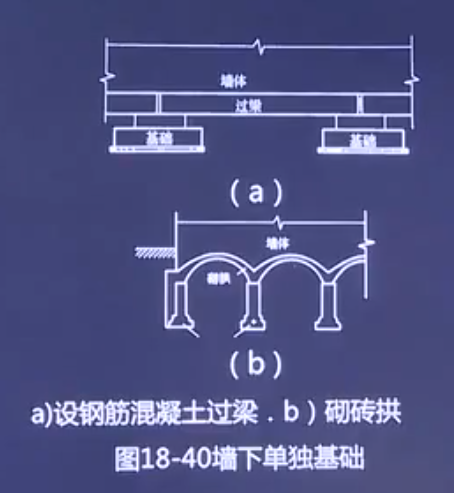 墙体
过梁
基础 基础
(a)
墙体
砌拱
(b)
a)设钢筋混凝土过梁．b）砌砖拱
图18-40墙下单独基础